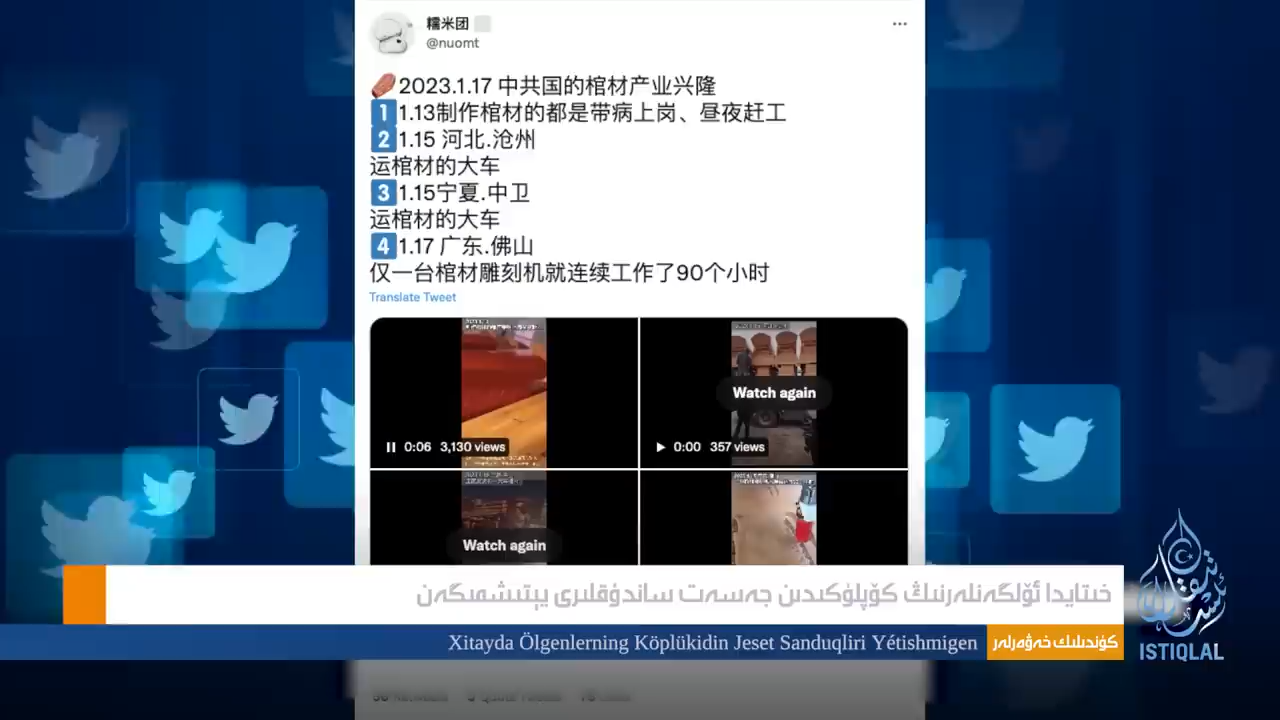 糯米团
@nuomt
2023.1.17 中共国的棺材产业兴隆
1 1.13制作棺材的都是带病上岗、昼夜赶工
2 1.15 河北.沧州
运棺材的大车
3 1.15宁夏.中卫
运棺材的大车
4 1.17 广东.佛山
仅一台棺材雕刻机就连续工作了90个小时
Translate Tweet
0:06 3,130 views
Watch again
0:00 357 views
Watch again
خىتايدا ئۆلگەنلەرنىڭ كۆپلۈكىدىن جەسەت ساندۇقلىرى يېتىشمىگەن
Xitayda Ölgenlerning Köplükidin Jeset Sanduqliri Yétishmigen
كۈندىلىك خەۋەرلەر
ISTIQLAL